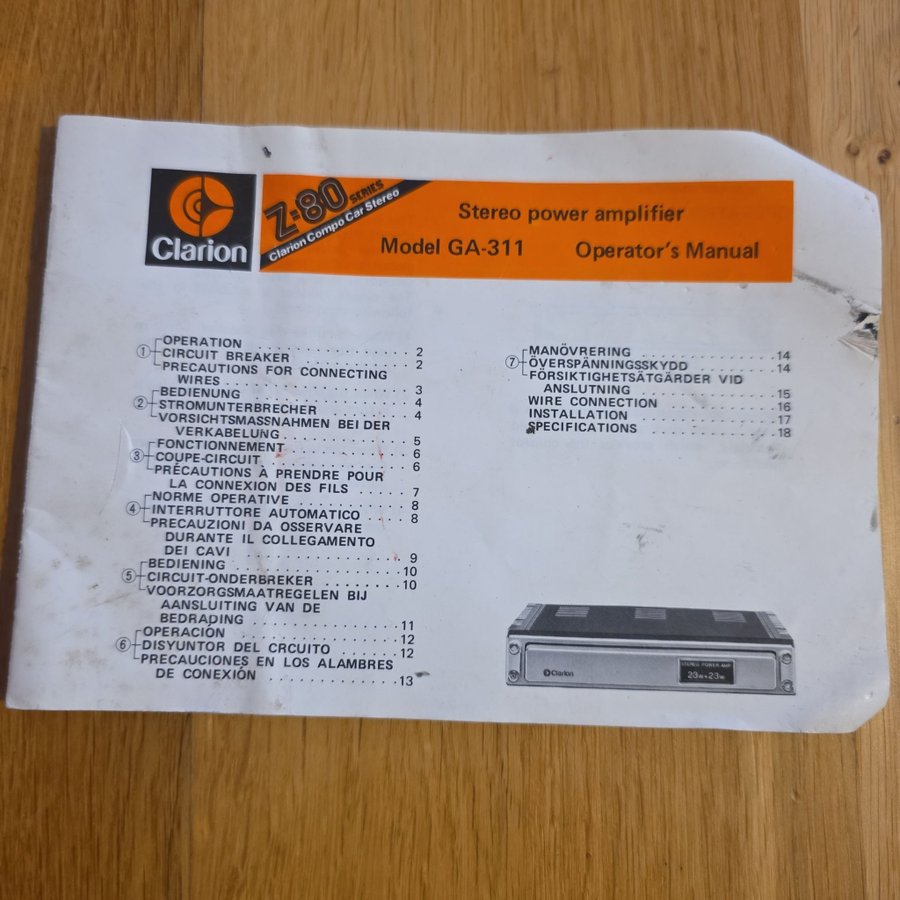 Clarion
Z-80 SERIES
Clarion Compo Car Stereo
Stereo power amplifier
Model GA-311 Operator's Manual
① OPERATION . . . . . . . . . . . . . . . 2
CIRCUIT BREAKER . . . . . . . . . . . 2
PRECAUTIONS FOR CONNECTING
WIRES . . . . . . . . . . . . . . . . 3
② BEDIENUNG . . . . . . . . . . . . . . . 4
STROMUNTERBRECHER . . . . . . . . 4
VORSICHTSMASSNAHMEN BEI DER
VERKABELUNG . . . . . . . . . . . . 5
③ FONCTIONNEMENT . . . . . . . . . . . 6
COUPE-CIRCUIT . . . . . . . . . . . . . 6
PRÉCAUTIONS À PRENDRE POUR
LA CONNEXION DES FILS . . . . . 7
④ NORME OPERATIVE . . . . . . . . . . 8
INTERRUTTORE AUTOMATICO . . . . 8
PRECAUZIONI DA OSSERVARE
DURANTE IL COLLEGAMENTO
DEI CAVI . . . . . . . . . . . . . . 9
⑤ BEDIENING . . . . . . . . . . . . . . . 10
CIRCUIT-ONDERBREKER . . . . . . . . 10
VOORZORGSMAATREGELEN BIJ
AANSLUITING VAN DE
BEDRADING . . . . . . . . . . . . . 11
⑥ OPERACIÓN . . . . . . . . . . . . . . 12
DISYUNTOR DEL CIRCUITO . . . . . . 12
PRECAUCIONES EN LOS ALAMBRES
DE CONEXIÓN . . . . . . . . . . . . 13
⑦ MANÖVRERING . . . . . . . . . . . . . 14
ÖVERSPÄNNINGSSKYDD . . . . . . . . 14
FÖRSIKTIGHETSÅTGÄRDER VID
ANSLUTNING . . . . . . . . . . . . . 15
WIRE CONNECTION . . . . . . . . . . . 16
INSTALLATION . . . . . . . . . . . . . 17
SPECIFICATIONS . . . . . . . . . . . . 18
Clarion
STEREO POWER AMP
23W+23W